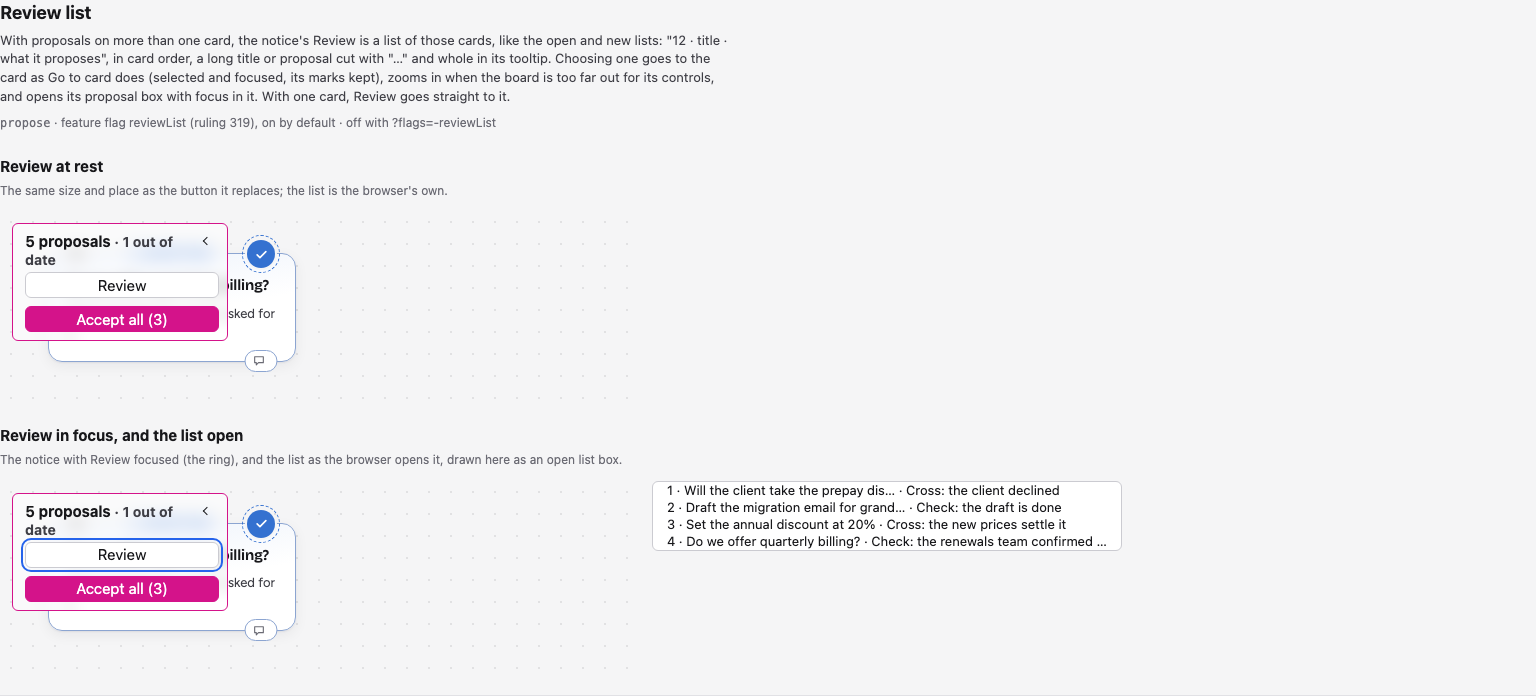 Review list
With proposals on more than one card, the notice's Review is a list of those cards, like the open and new lists: "12 · title ·
what it proposes", in card order, a long title or proposal cut with "..." and whole in its tooltip. Choosing one goes to the
card as Go to card does (selected and focused, its marks kept), zooms in when the board is too far out for its controls,
and opens its proposal box with focus in it. With one card, Review goes straight to it.
propose · feature flag reviewList (ruling 319), on by default · off with ?flags=-reviewList
Review at rest
The same size and place as the button it replaces; the list is the browser's own.
5 proposals · 1 out of
date
Review
Accept all (3)
billing?
sked for
Review in focus, and the list open
The notice with Review focused (the ring), and the list as the browser opens it, drawn here as an open list box.
5 proposals · 1 out of
date
Review
Accept all (3)
billing?
sked for
1 · Will the client take the prepay dis... · Cross: the client declined
2 · Draft the migration email for grand... · Check: the draft is done
3 · Set the annual discount at 20% · Cross: the new prices settle it
4 · Do we offer quarterly billing? · Check: the renewals team confirmed ...